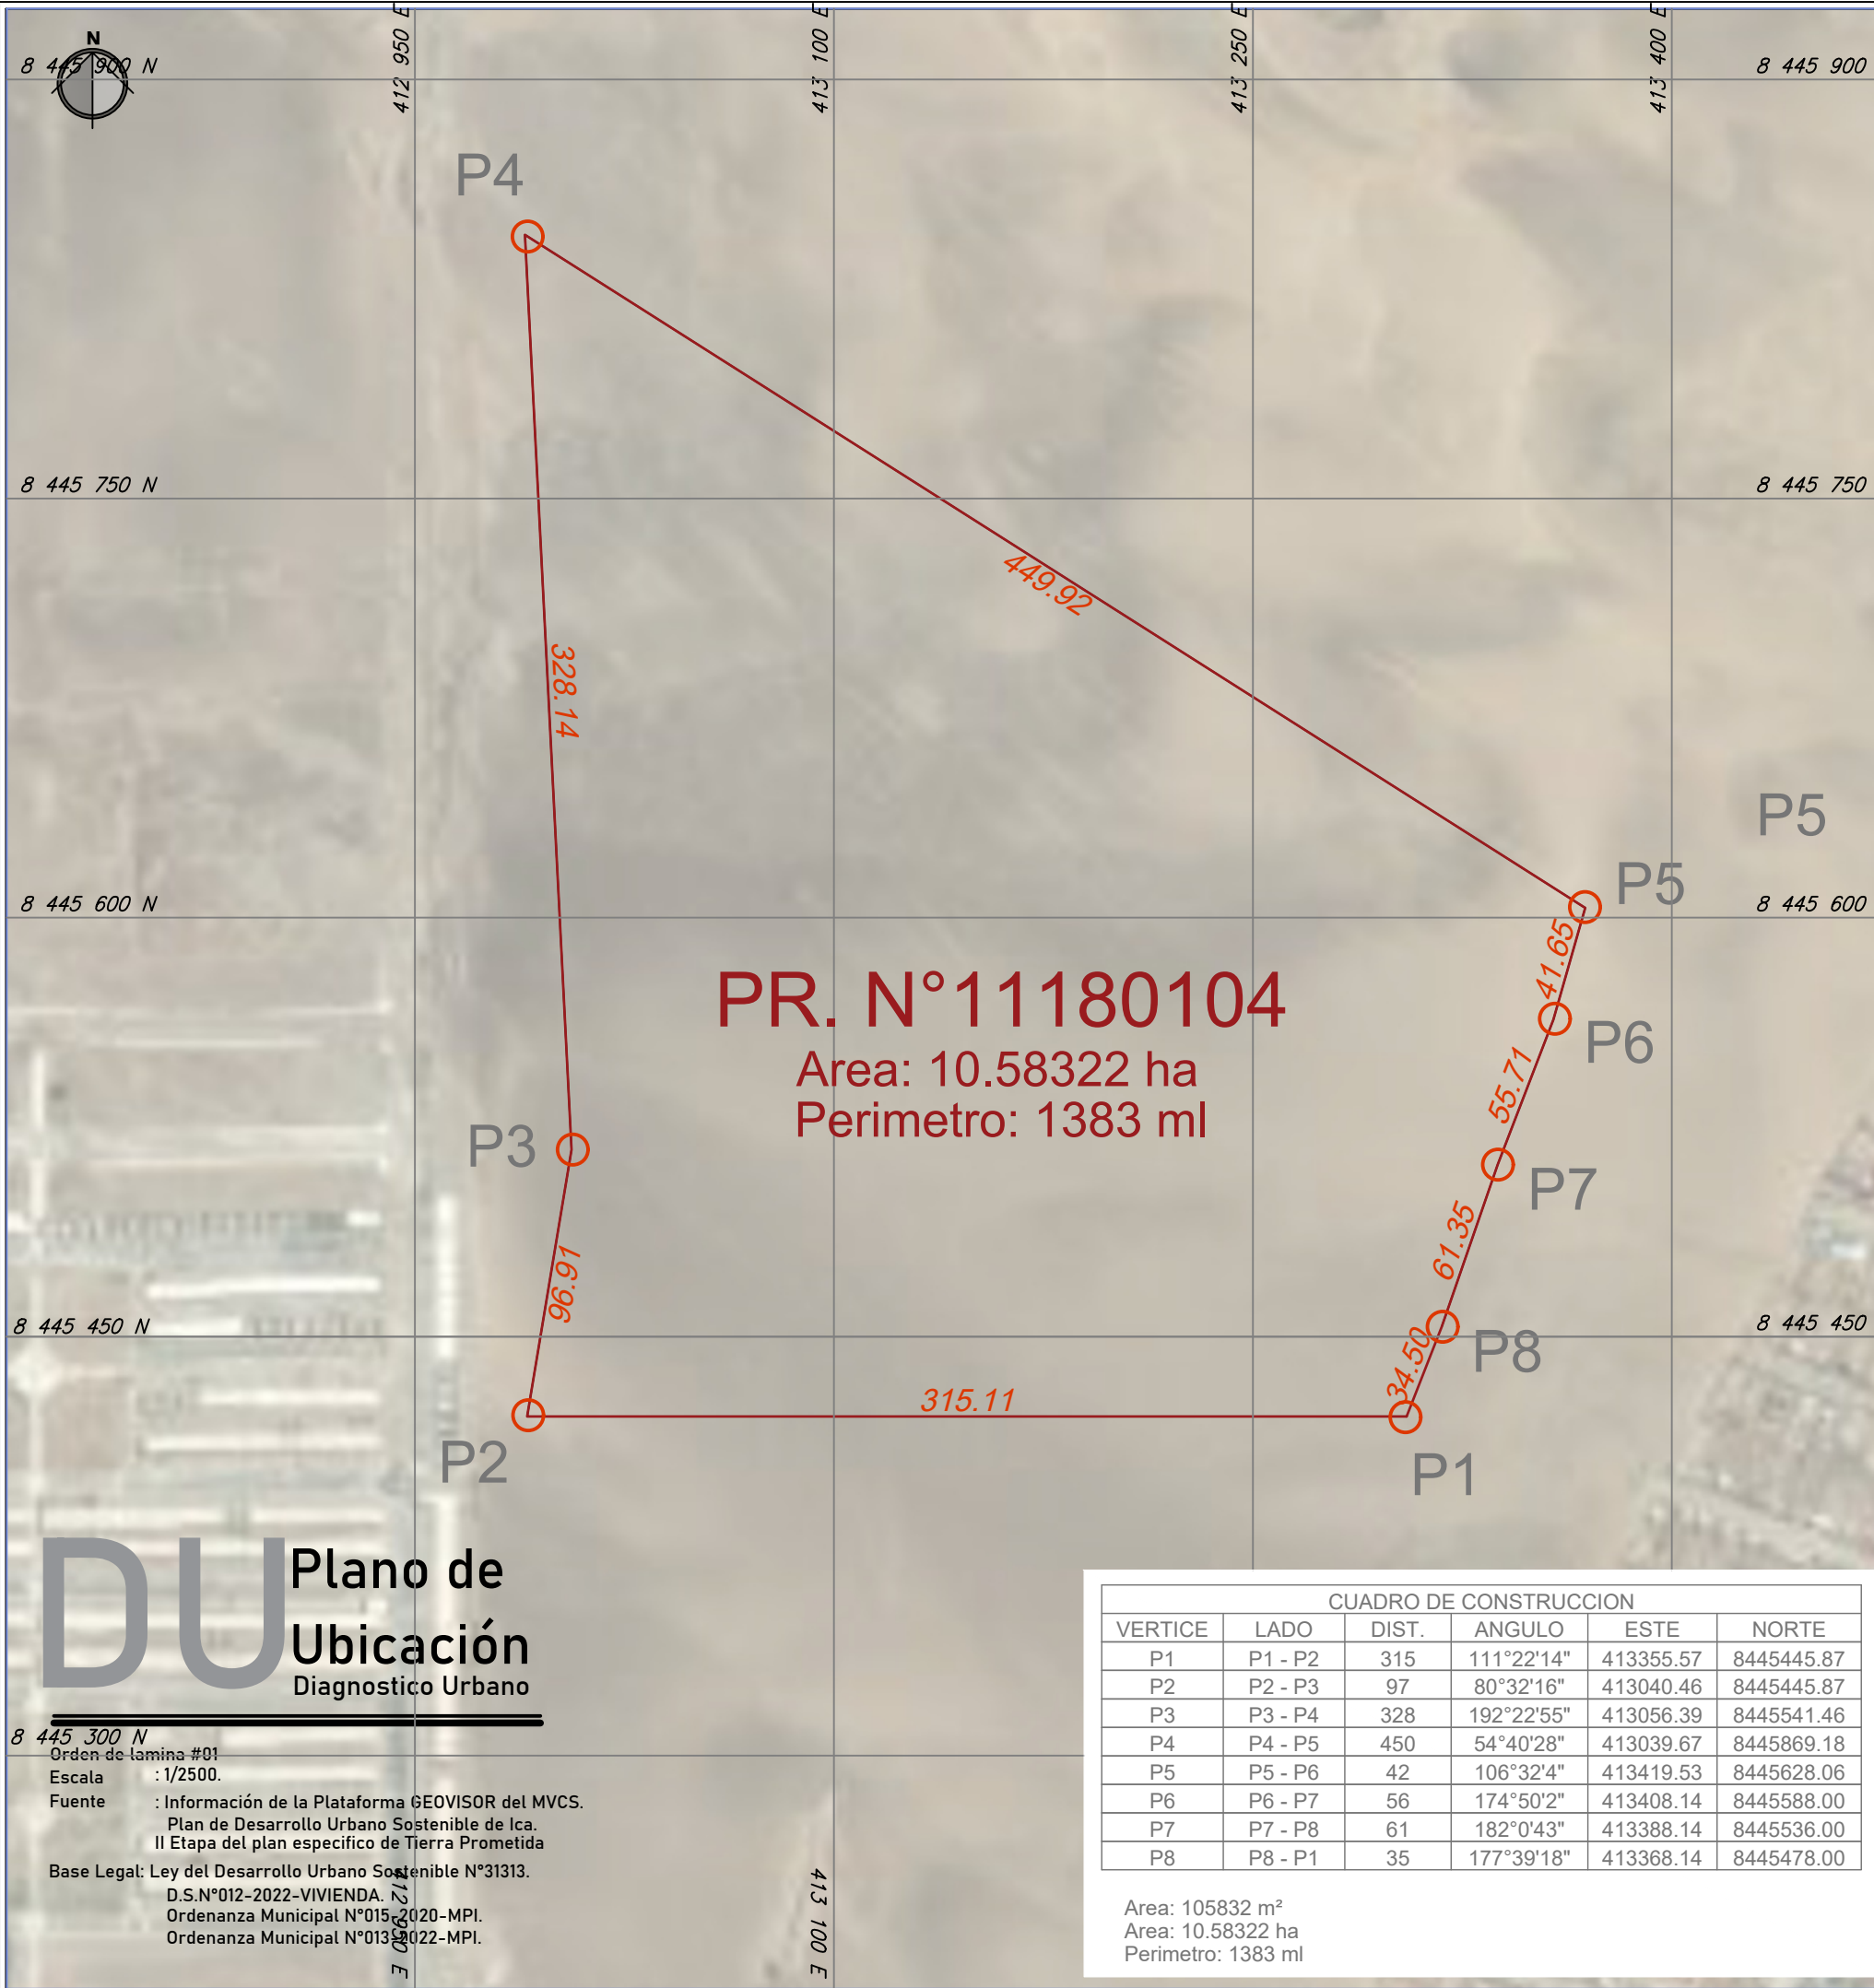 412 950 E
413 100 E
413 250 E
413 400 E
N
8 445 900 N
8 445 900
P4
8 445 750 N
8 445 750
449.92
328.14
P5
P5
8 445 600 N
8 445 600
41.65
PR. N°11180104
P6
Area: 10.58322 ha
55.71
Perimetro: 1383 ml
P3
P7
61.35
96.91
8 445 450 N
8 445 450
P8
34.50
315.11
P2
P1
DU
Plano de
Ubicación
Diagnostico Urbano
8 445 300 N
Orden de lamina #01
Escala : 1/2500.
Fuente : Información de la Plataforma GEOVISOR del MVCS.
Plan de Desarrollo Urbano Sostenible de Ica.
II Etapa del plan especifico de Tierra Prometida
Base Legal: Ley del Desarrollo Urbano Sostenible N°31313.
D.S.N°012-2022-VIVIENDA.
Ordenanza Municipal N°015-2020-MPI.
Ordenanza Municipal N°013-2022-MPI.
412 950 E
413 100 E
CUADRO DE CONSTRUCCION
VERTICE LADO DIST. ANGULO ESTE NORTE
P1 P1 - P2 315 111°22'14" 413355.57 8445445.87
P2 P2 - P3 97 80°32'16" 413040.46 8445445.87
P3 P3 - P4 328 192°22'55" 413056.39 8445541.46
P4 P4 - P5 450 54°40'28" 413039.67 8445869.18
P5 P5 - P6 42 106°32'4" 413419.53 8445628.06
P6 P6 - P7 56 174°50'2" 413408.14 8445588.00
P7 P7 - P8 61 182°0'43" 413388.14 8445536.00
P8 P8 - P1 35 177°39'18" 413368.14 8445478.00
Area: 105832 m²
Area: 10.58322 ha
Perimetro: 1383 ml